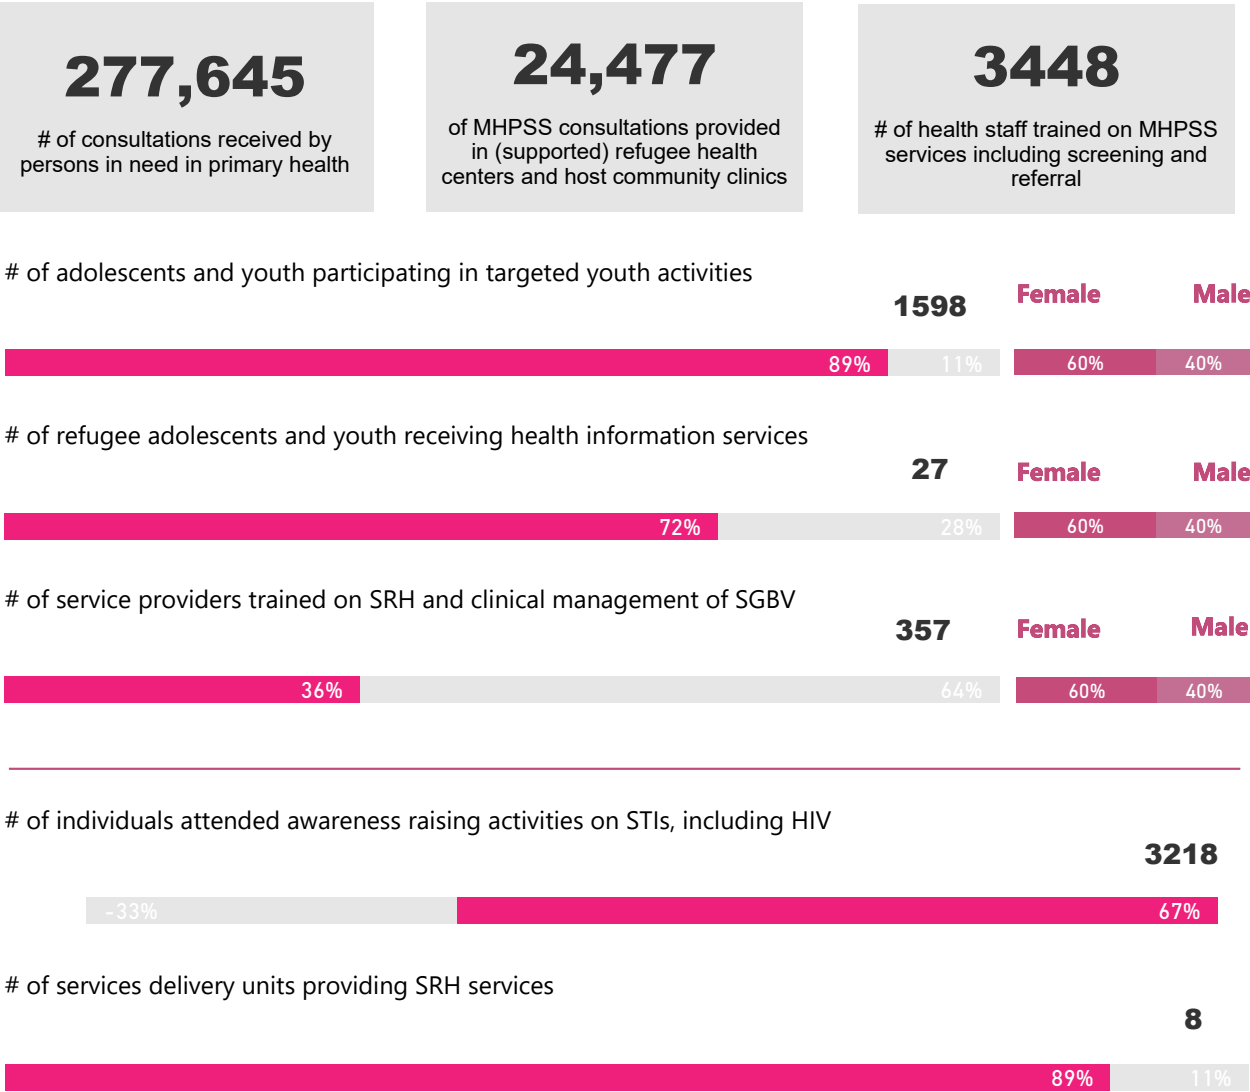 277,645
# of consultations received by
persons in need in primary health
24,477
of MHPSS consultations provided
in (supported) refugee health
centers and host community clinics
3448
# of health staff trained on MHPSS
services including screening and
referral
# of adolescents and youth participating in targeted youth activities
1598
Female Male
89% 11% 60% 40%
# of refugee adolescents and youth receiving health information services
27
Female Male
72% 28% 60% 40%
# of service providers trained on SRH and clinical management of SGBV
357
Female Male
36% 64% 60% 40%
# of individuals attended awareness raising activities on STIs, including HIV
3218
-33% 67%
# of services delivery units providing SRH services
8
89% 11%